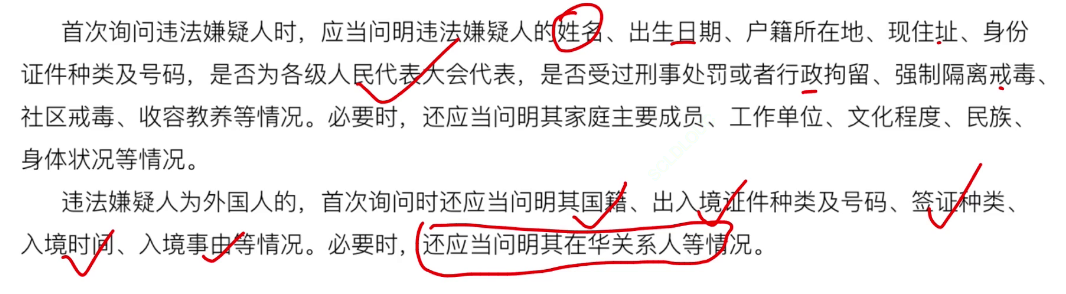 首次询问违法嫌疑人时，应当问明违法嫌疑人的姓名、出生日期、户籍所在地、现住址、身份
证件种类及号码，是否为各级人民代表大会代表，是否受过刑事处罚或者行政拘留、强制隔离戒毒、
社区戒毒、收容教养等情况。必要时，还应当问明其家庭主要成员、工作单位、文化程度、民族、
身体状况等情况。
违法嫌疑人为外国人的，首次询问时还应当问明其国籍、出入境证件种类及号码、签证种类、
入境时间、入境事由等情况。必要时，还应当问明其在华关系人等情况。